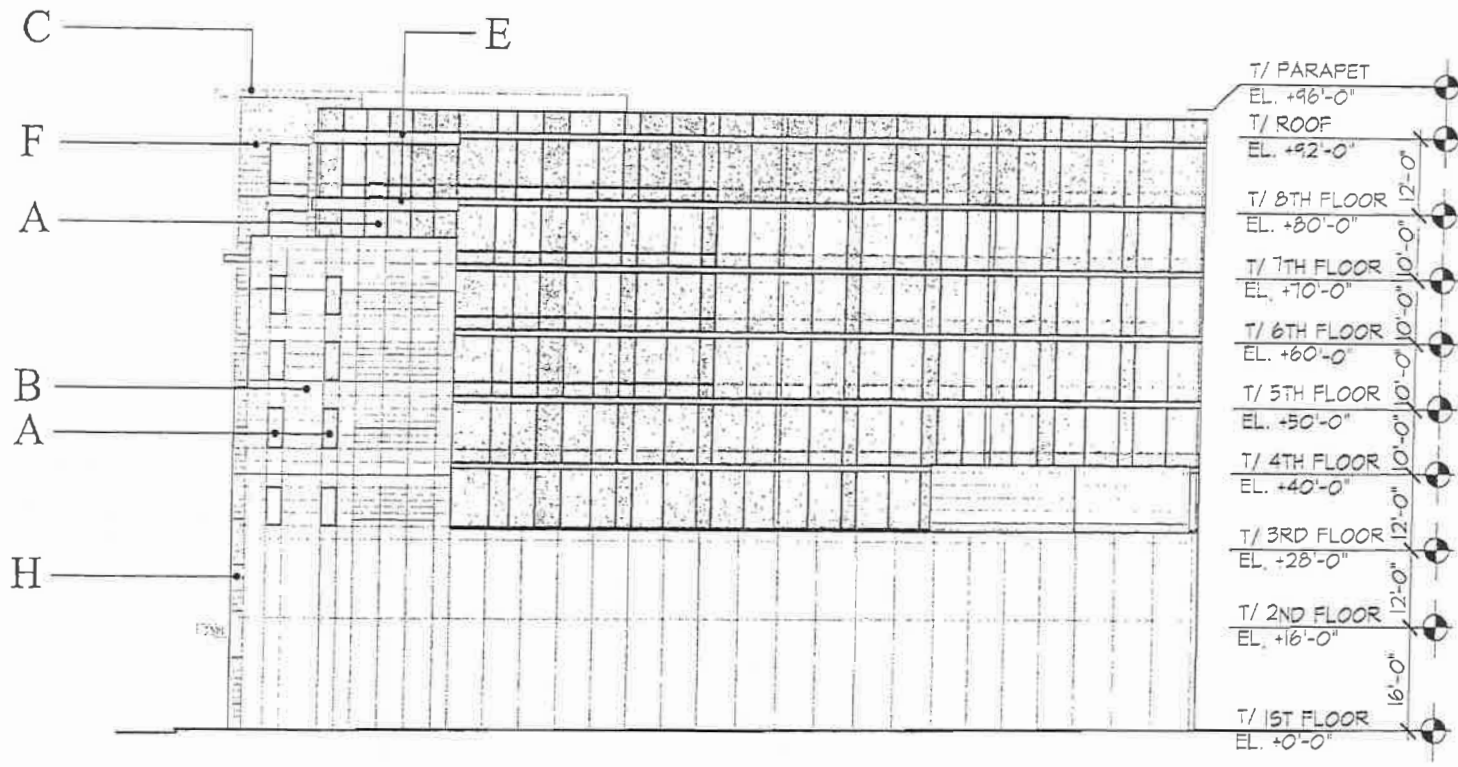 C
E
F
A
B
A
H
T/ PARAPET
EL. +96'-0"
T/ ROOF
EL. +92'-0"
12'-0"
T/ 8TH FLOOR
EL. +80'-0"
10'-0"
T/ 7TH FLOOR
EL. +70'-0"
10'-0"
T/ 6TH FLOOR
EL. +60'-0"
10'-0"
T/ 5TH FLOOR
EL. +50'-0"
10'-0"
T/ 4TH FLOOR
EL. +40'-0"
12'-0"
T/ 3RD FLOOR
EL. +28'-0"
12'-0"
T/ 2ND FLOOR
EL. +16'-0"
16'-0"
T/ 1ST FLOOR
EL. +0'-0"